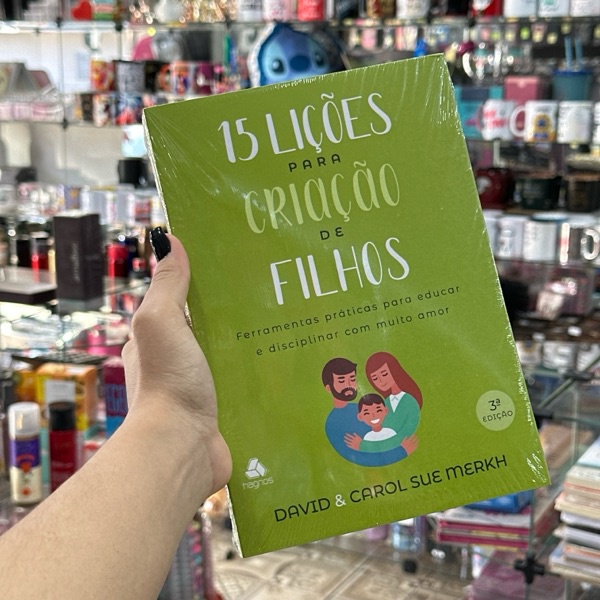 15 LIÇÕES
PARA
CRIAÇÃO
DE
FILHOS
Ferramentas práticas para educar
e disciplinar com muito amor
3ª
EDIÇÃO
hagnos
DAVID & CAROL SUE MERKH